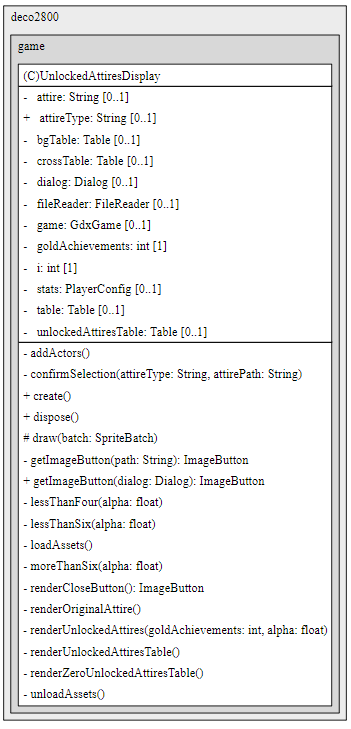 deco2800
game
(C)UnlockedAttiresDisplay
- attire: String [0..1]
+ attireType: String [0..1]
- bgTable: Table [0..1]
- crossTable: Table [0..1]
- dialog: Dialog [0..1]
- fileReader: FileReader [0..1]
- game: GdxGame [0..1]
- goldAchievements: int [1]
- i: int [1]
- stats: PlayerConfig [0..1]
- table: Table [0..1]
- unlockedAttiresTable: Table [0..1]
- addActors()
- confirmSelection(attireType: String, attirePath: String)
+ create()
+ dispose()
# draw(batch: SpriteBatch)
- getImageButton(path: String): ImageButton
+ getImageButton(dialog: Dialog): ImageButton
- lessThanFour(alpha: float)
- lessThanSix(alpha: float)
- loadAssets()
- moreThanSix(alpha: float)
- renderCloseButton(): ImageButton
- renderOriginalAttire()
- renderUnlockedAttires(goldAchievements: int, alpha: float)
- renderUnlockedAttiresTable()
- renderZeroUnlockedAttiresTable()
- unloadAssets()